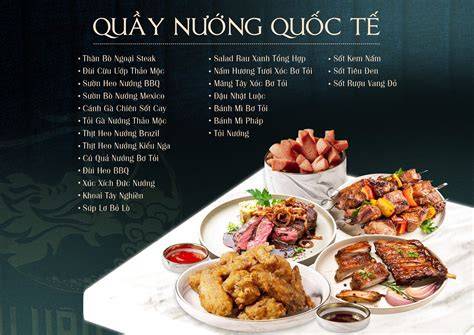 QUẦY NƯỚNG QUỐC TẾ
• Thăn Bò Ngoại Steak
• Đùi Cừu Ướp Thảo Mộc
• Sườn Heo Nướng BBQ
• Sườn Bò Nướng Mexico
• Cánh Gà Chiên Sốt Cay
• Tỏi Gà Nướng Thảo Mộc
• Thịt Heo Nướng Brazil
• Thịt Heo Nướng Kiểu Nga
• Củ Quả Nướng Bơ Tỏi
• Đùi Heo BBQ
• Xúc Xích Đức Nướng
• Khoai Tây Nghiền
• Súp Lơ Bỏ Lò
• Salad Rau Xanh Tổng Hợp
• Nấm Hương Tươi Xóc Bơ Tỏi
• Măng Tây Xóc Bơ Tỏi
• Đậu Nhật Luộc
• Bánh Mì Bơ Tỏi
• Bánh Mì Pháp
• Tỏi Nướng
• Sốt Kem Nấm
• Sốt Tiêu Đen
• Sốt Rượu Vang Đỏ